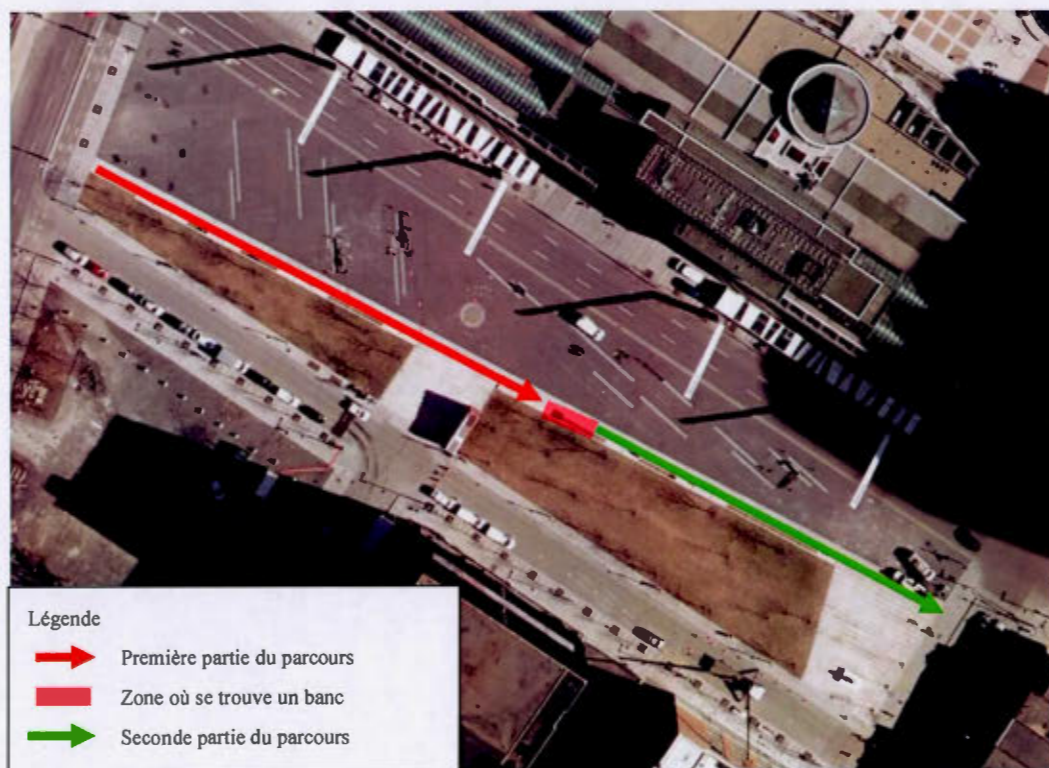 Légende
Première partie du parcours
Zone où se trouve un banc
Seconde partie du parcours